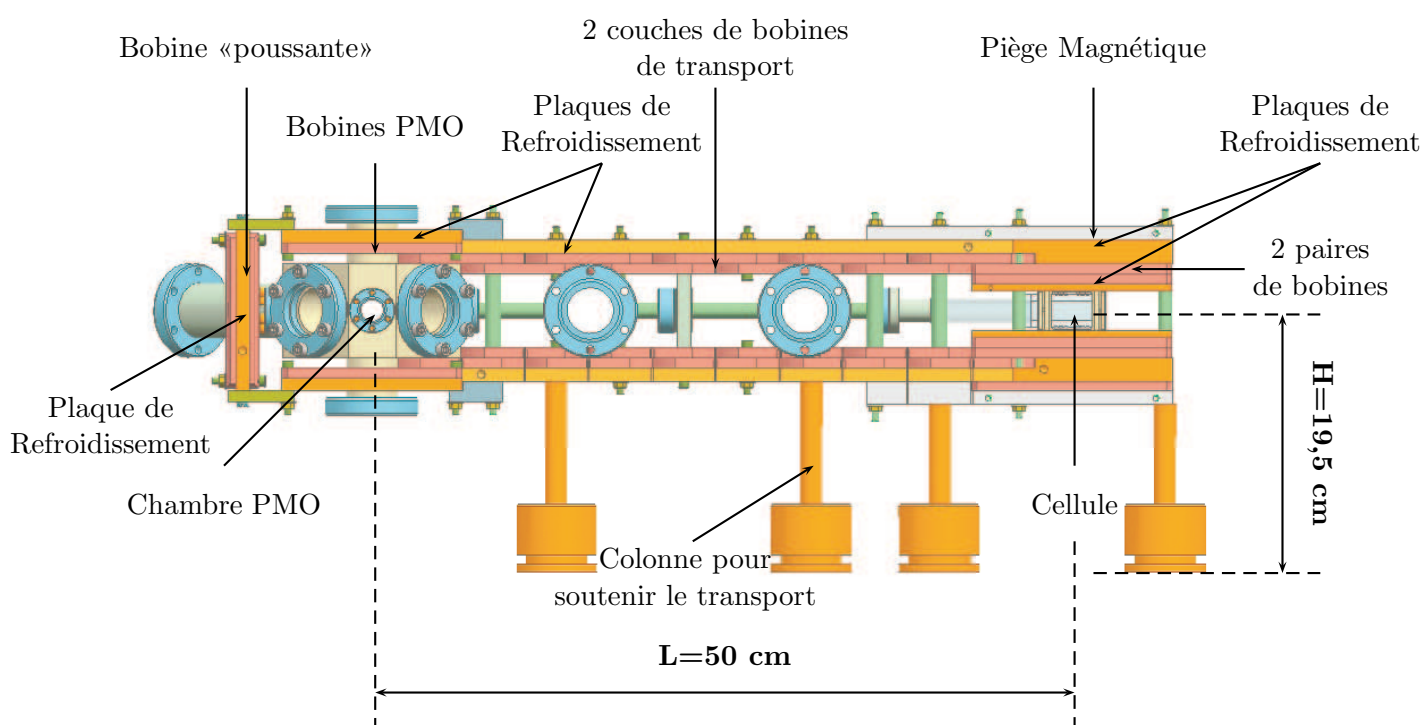 2 couches de bobines
de transport
Bobine «poussante»
Piège Magnétique
Plaques de
Refroidissement
Plaques de
Refroidissement
Bobines PMO
2 paires
de bobines
Plaque de
Refroidissement
Chambre PMO
Cellule
H=19,5 cm
Colonne pour
soutenir le transport
L=50 cm